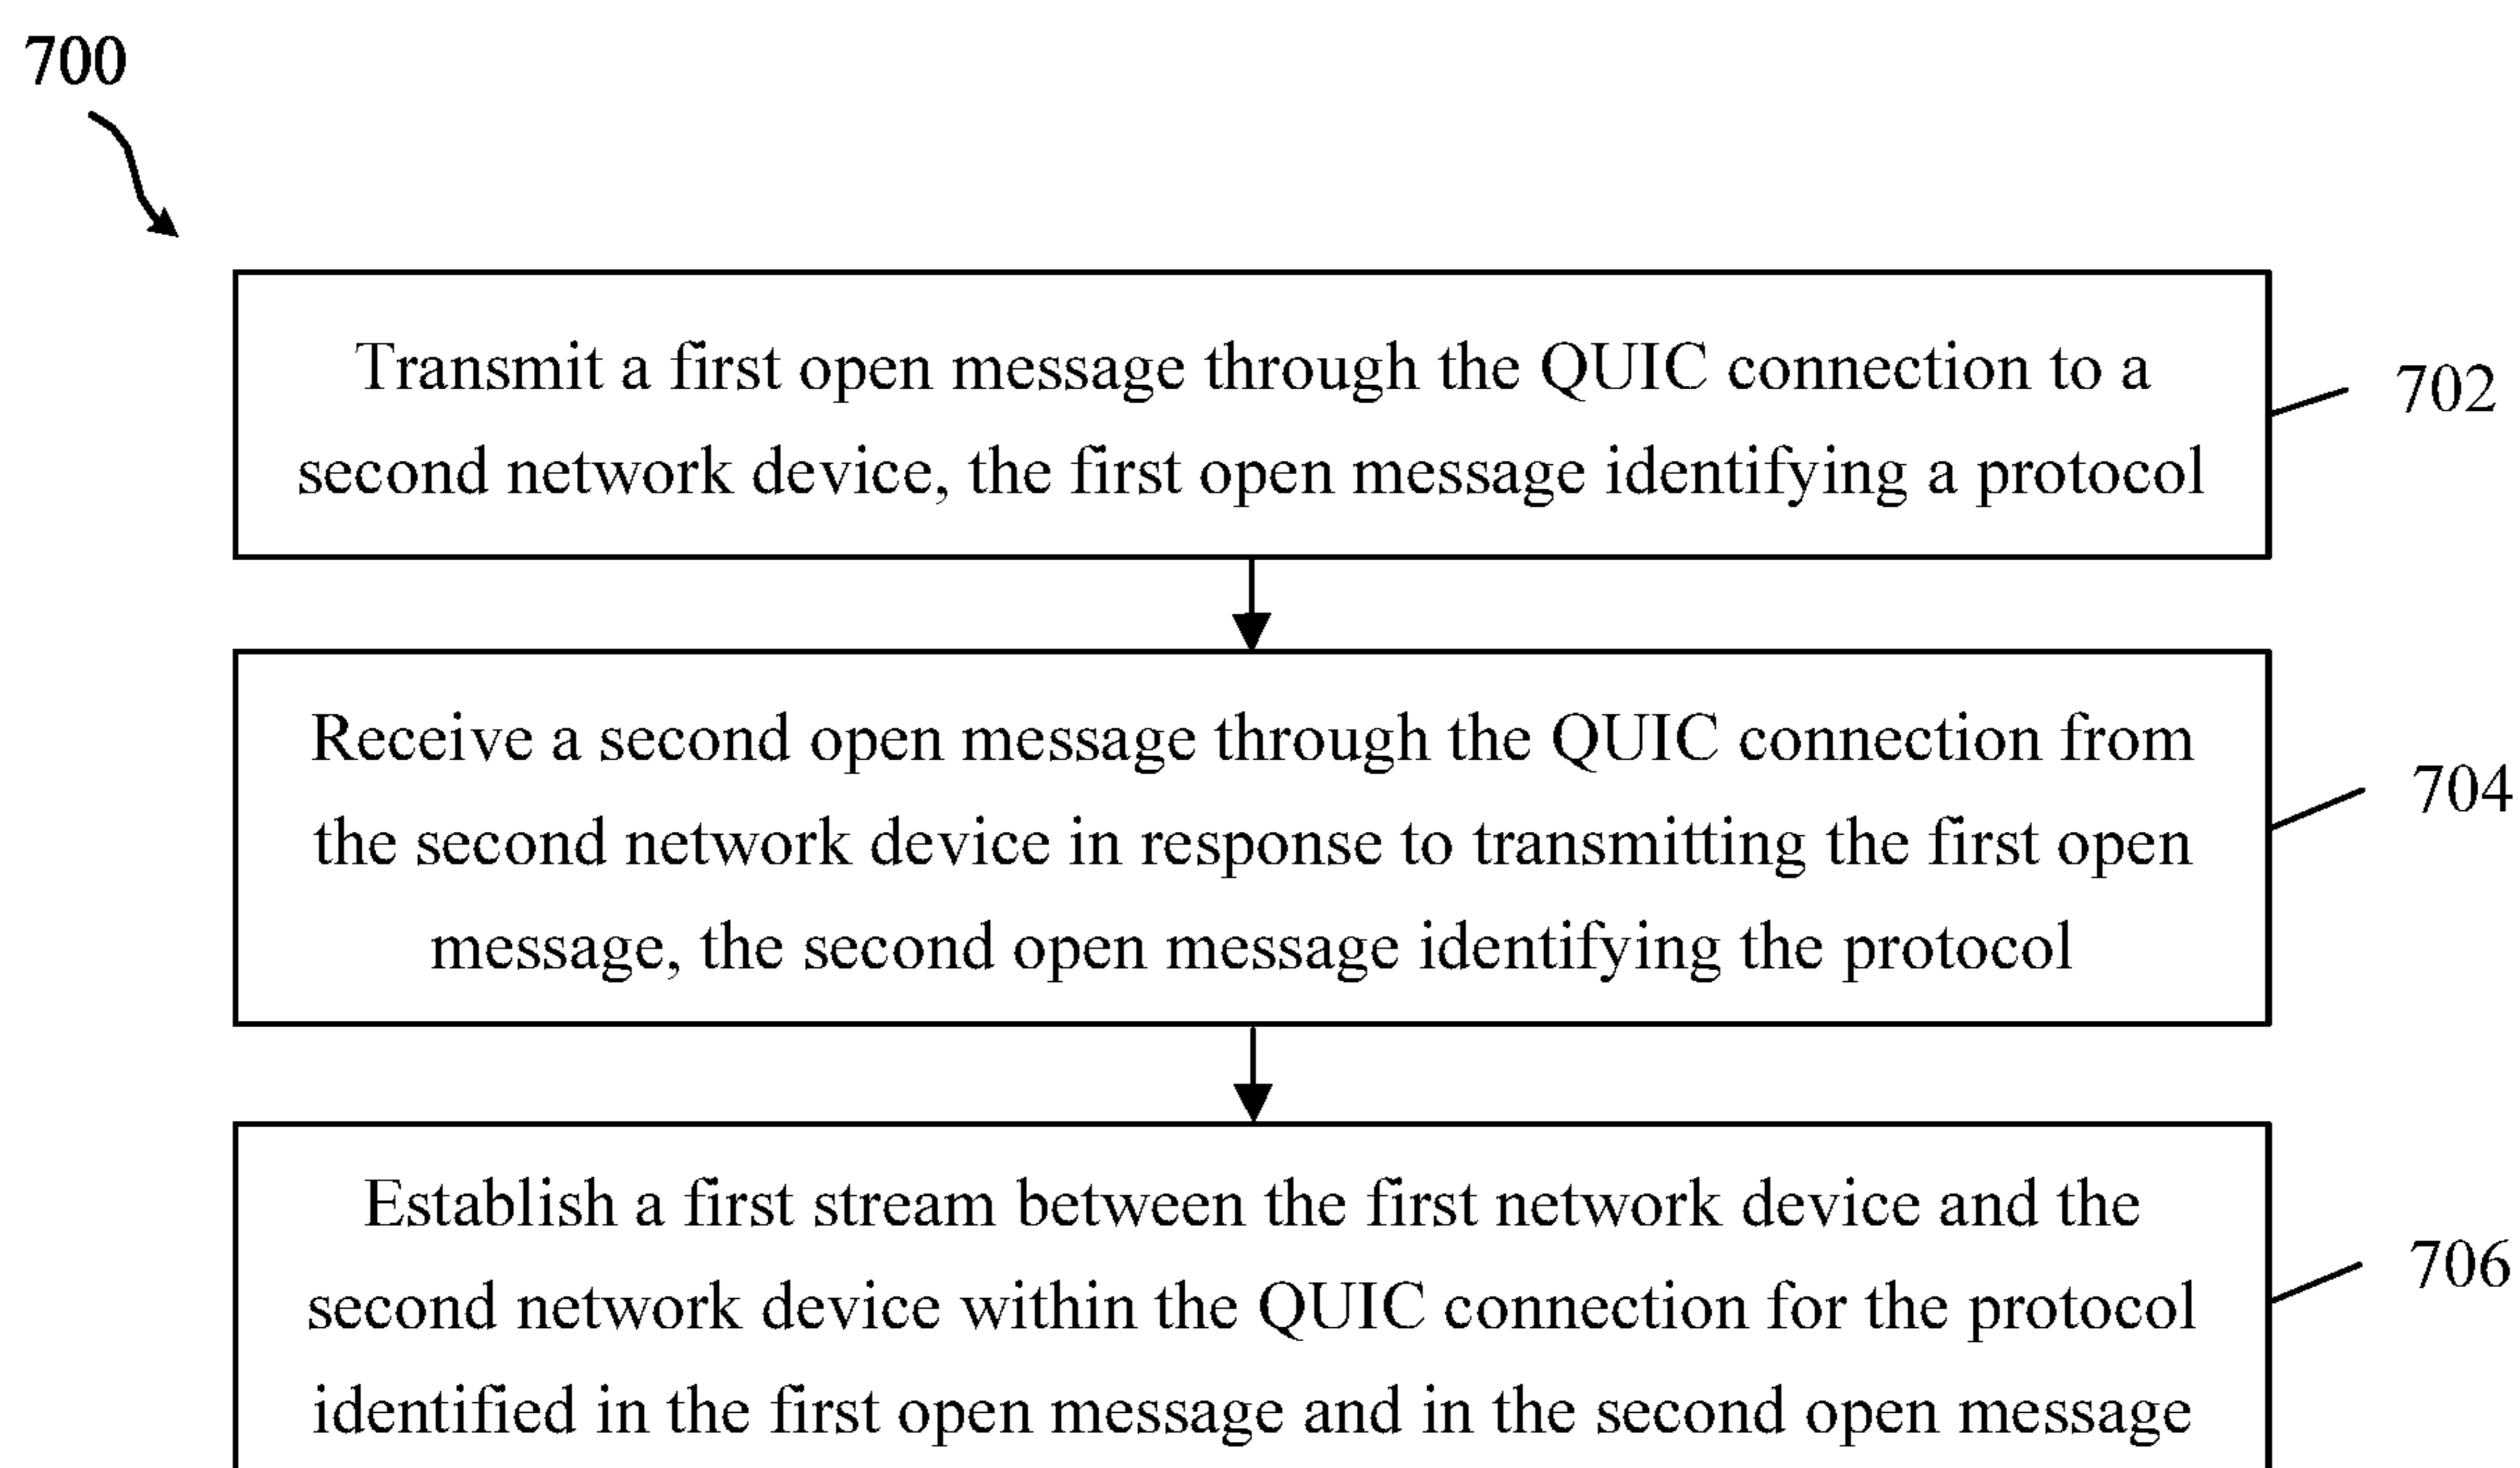 700
Transmit a first open message through the QUIC connection to a
second network device, the first open message identifying a protocol
702
Receive a second open message through the QUIC connection from
the second network device in response to transmitting the first open
message, the second open message identifying the protocol
704
Establish a first stream between the first network device and the
second network device within the QUIC connection for the protocol
identified in the first open message and in the second open message
706